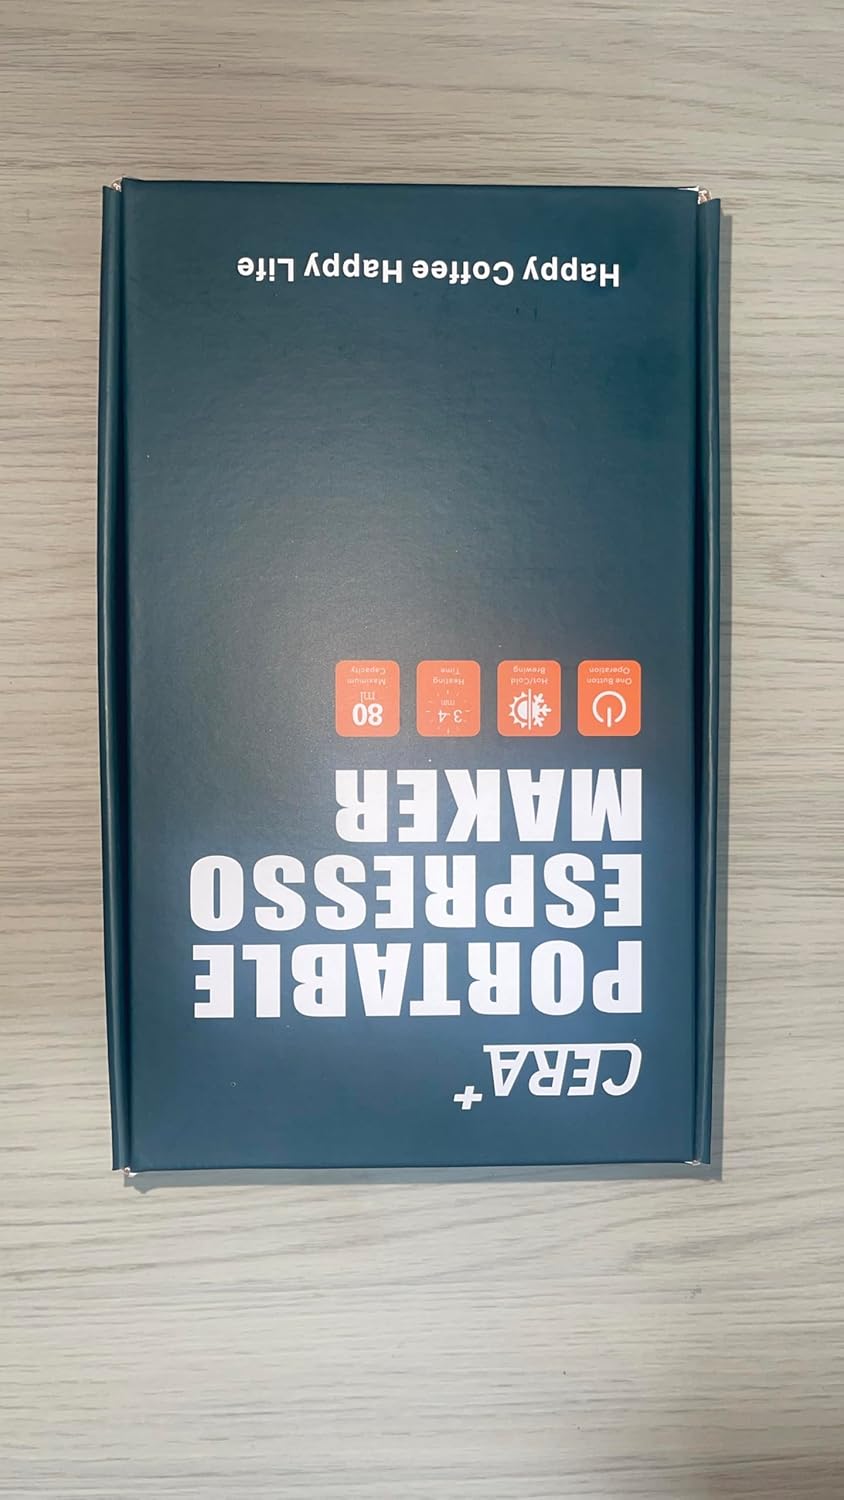 CERA+
PORTABLE
ESPRESSO
MAKER
One Button
Operation
Hot/Cold
Brewing
3-4
min
Heating
Time
80
ml
Maximum
Capacity
Happy Coffee Happy Life